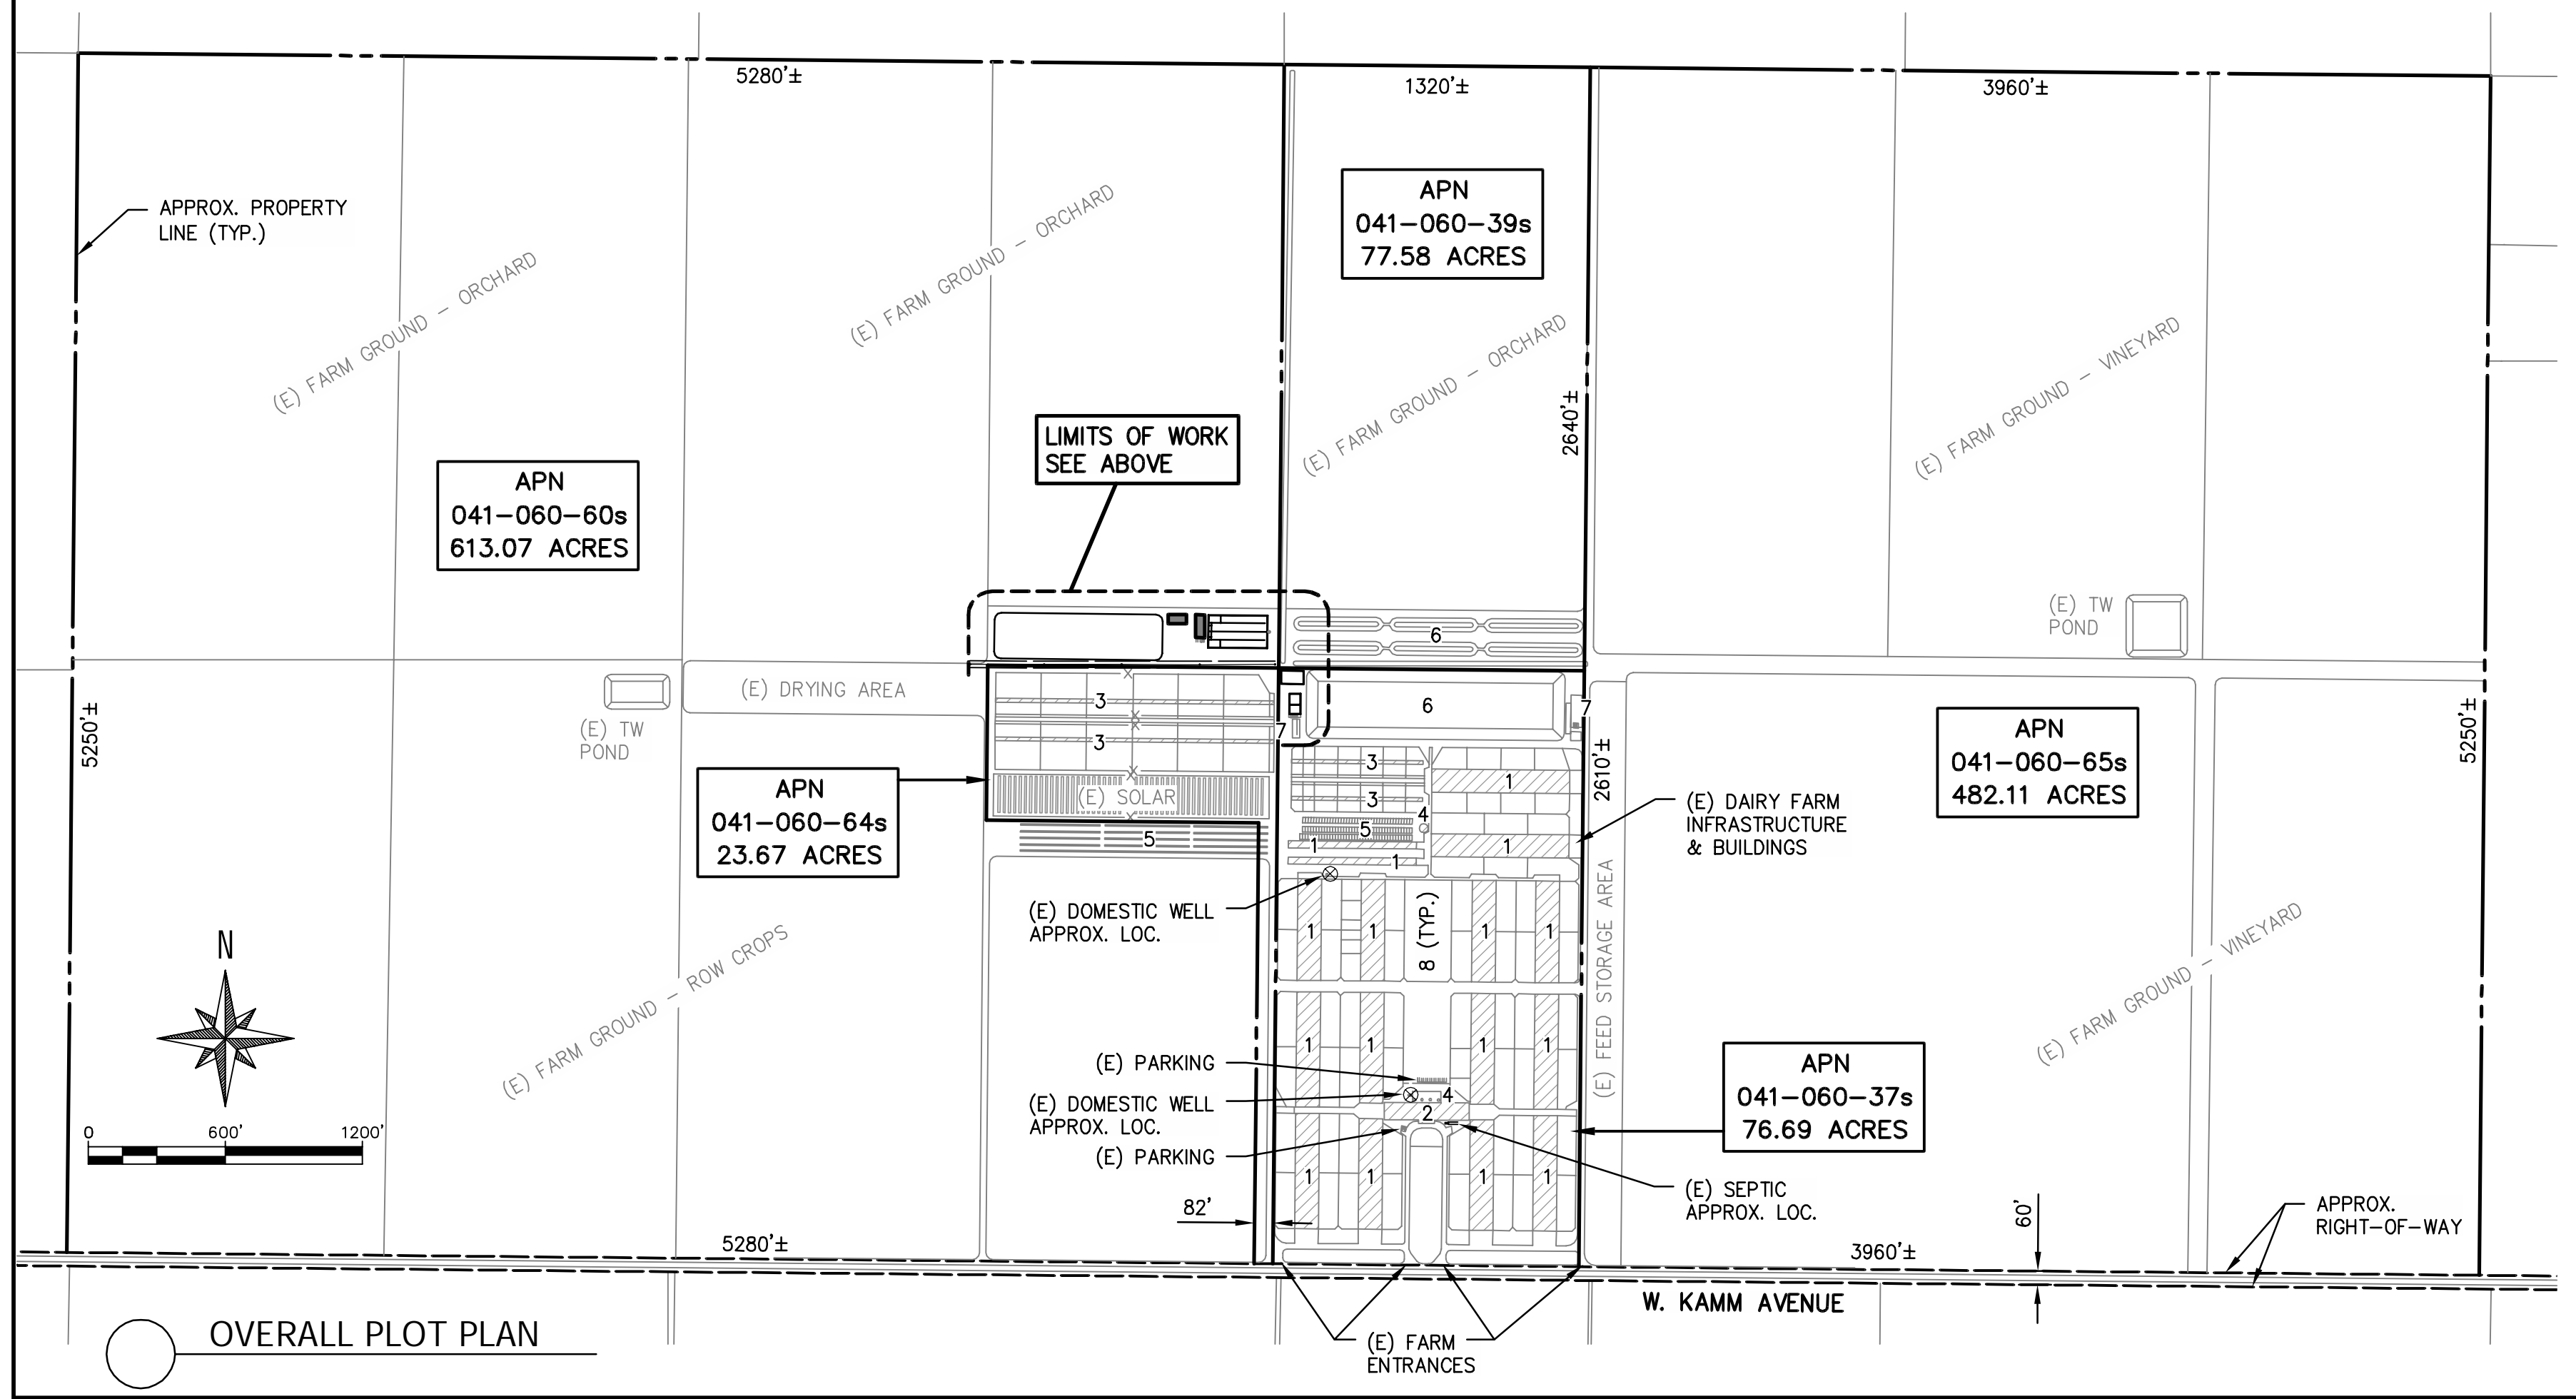 5280'±
1320'±
3960'±
APPROX. PROPERTY
LINE (TYP.)
(E) FARM GROUND – ORCHARD
(E) FARM GROUND – ORCHARD
APN
041–060–39s
77.58 ACRES
(E) FARM GROUND – ORCHARD
2640'±
(E) FARM GROUND – VINEYARD
LIMITS OF WORK
SEE ABOVE
APN
041–060–60s
613.07 ACRES
(E) TW
POND
6
(E) DRYING AREA
(E) TW
POND
5250'±
3
3
(E) SOLAR
5
7
6
7
APN
041–060–65s
482.11 ACRES
5250'±
APN
041–060–64s
23.67 ACRES
2610'±
3
3
1
4
5
1
1
1
(E) DAIRY FARM
INFRASTRUCTURE
& BUILDINGS
(E) DOMESTIC WELL
APPROX. LOC.
1
1
8 (TYP.)
1
1
(E) FEED STORAGE AREA
N
(E) FARM GROUND – ROW CROPS
(E) FARM GROUND – VINEYARD
1
1
1
1
(E) PARKING
(E) DOMESTIC WELL
APPROX. LOC.
4
2
(E) PARKING
APN
041–060–37s
76.69 ACRES
0
600'
1200'
1
1
1
1
(E) SEPTIC
APPROX. LOC.
82'
60'
APPROX.
RIGHT–OF–WAY
5280'±
3960'±
W. KAMM AVENUE
(E) FARM
ENTRANCES
OVERALL PLOT PLAN